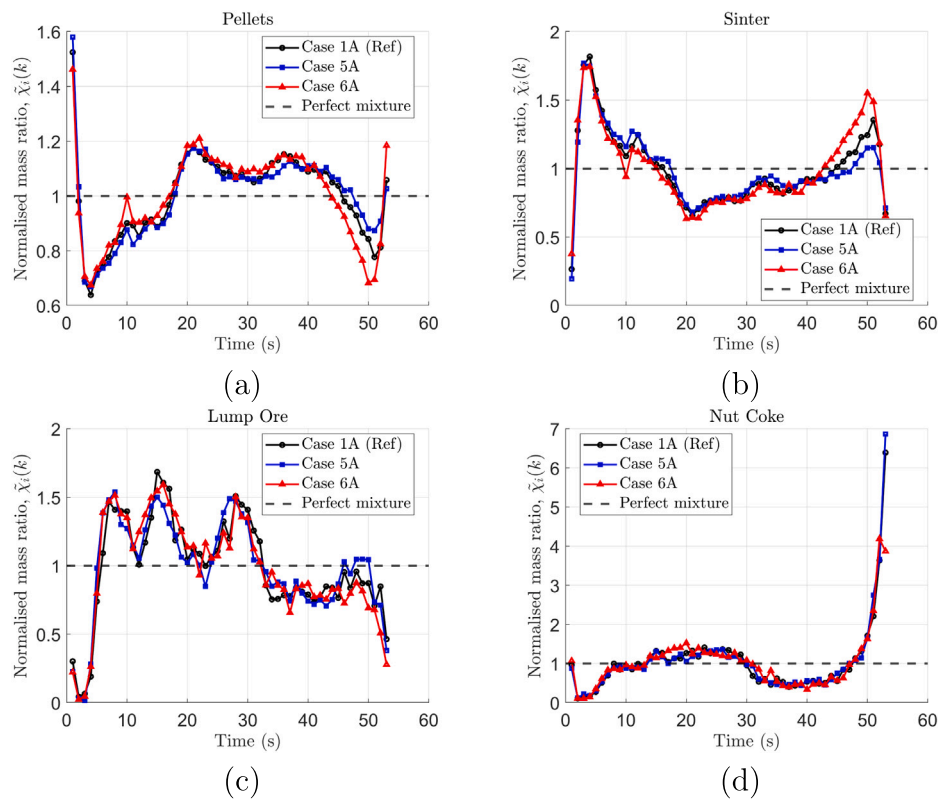 Pellets
Normalised mass ratio, χ̃ᵢ(k)
1.6
1.4
1.2
1
0.8
0.6
0
10
20
30
40
50
60
Time (s)
Case 1A (Ref)
Case 5A
Case 6A
Perfect mixture
(a)
Sinter
Normalised mass ratio, χ̃ᵢ(k)
2
1.5
1
0.5
0
0
10
20
30
40
50
60
Time (s)
Case 1A (Ref)
Case 5A
Case 6A
Perfect mixture
(b)
Lump Ore
Normalised mass ratio, χ̃ᵢ(k)
2
1.5
1
0.5
0
0
10
20
30
40
50
60
Time (s)
Case 1A (Ref)
Case 5A
Case 6A
Perfect mixture
(c)
Nut Coke
Normalised mass ratio, χ̃ᵢ(k)
7
6
5
4
3
2
1
0
0
10
20
30
40
50
60
Time (s)
Case 1A (Ref)
Case 5A
Case 6A
Perfect mixture
(d)